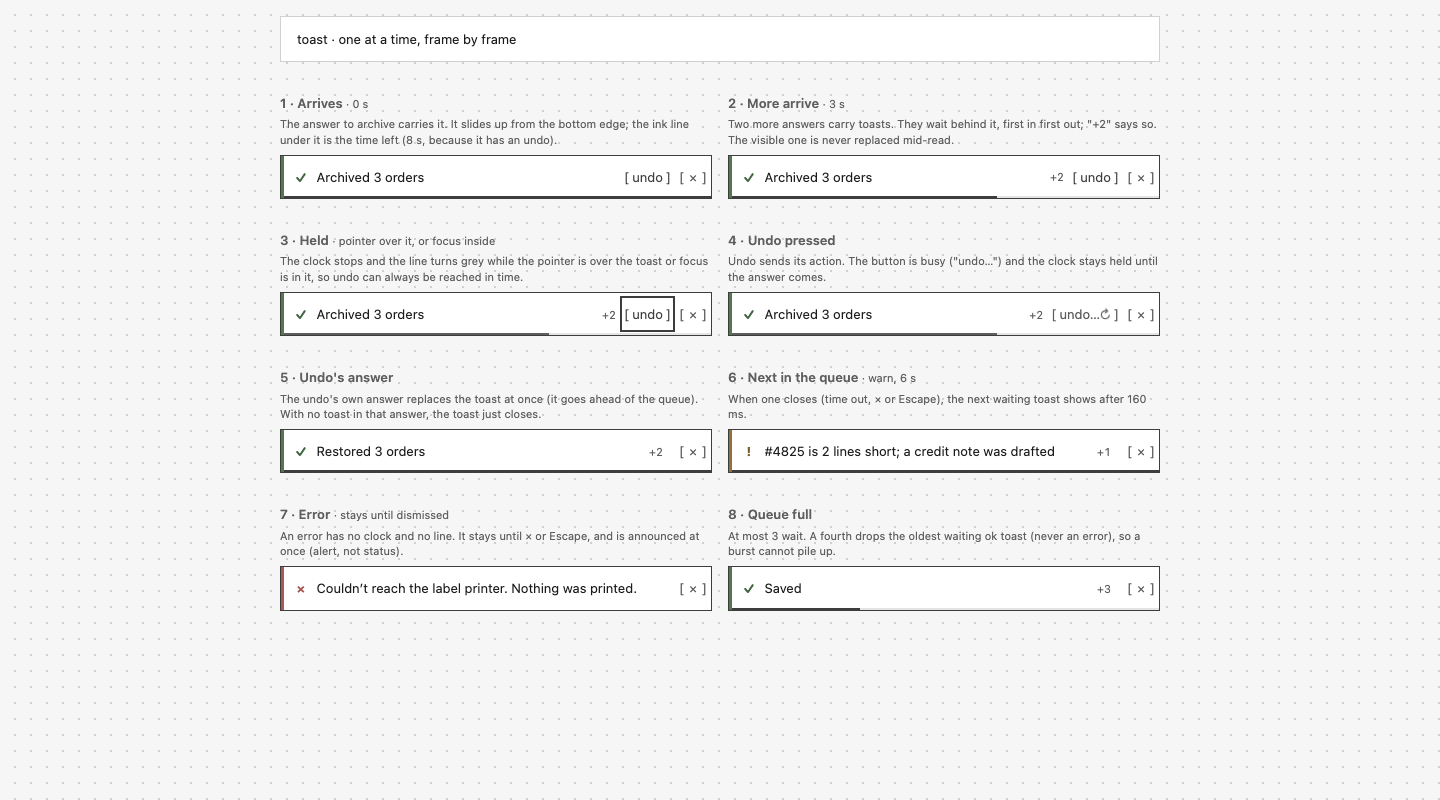 toast · one at a time, frame by frame
1 · Arrives · 0 s
The answer to archive carries it. It slides up from the bottom edge; the ink line
under it is the time left (8 s, because it has an undo).
✓ Archived 3 orders [ undo ] [ × ]
2 · More arrive · 3 s
Two more answers carry toasts. They wait behind it, first in first out; "+2" says so.
The visible one is never replaced mid-read.
✓ Archived 3 orders +2 [ undo ] [ × ]
3 · Held · pointer over it, or focus inside
The clock stops and the line turns grey while the pointer is over the toast or focus
is in it, so undo can always be reached in time.
✓ Archived 3 orders +2 [ undo ] [ × ]
4 · Undo pressed
Undo sends its action. The button is busy ("undo…") and the clock stays held until
the answer comes.
✓ Archived 3 orders +2 [ undo…↻ ] [ × ]
5 · Undo's answer
The undo's own answer replaces the toast at once (it goes ahead of the queue).
With no toast in that answer, the toast just closes.
✓ Restored 3 orders +2 [ × ]
6 · Next in the queue · warn, 6 s
When one closes (time out, × or Escape), the next waiting toast shows after 160
ms.
! #4825 is 2 lines short; a credit note was drafted +1 [ × ]
7 · Error · stays until dismissed
An error has no clock and no line. It stays until × or Escape, and is announced at
once (alert, not status).
× Couldn’t reach the label printer. Nothing was printed. [ × ]
8 · Queue full
At most 3 wait. A fourth drops the oldest waiting ok toast (never an error), so a
burst cannot pile up.
✓ Saved +3 [ × ]